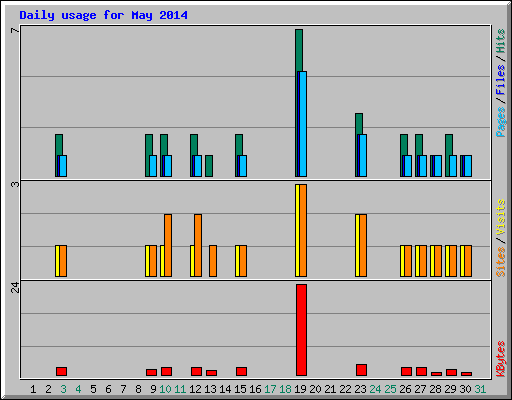 Daily usage for May 2014
7
Pages/Files/Hits
3
Sites/Visits
24
KBytes
1 2 3 4 5 6 7 8 9 10 11 12 13 14 15 16 17 18 19 20 21 22 23 24 25 26 27 28 29 30 31